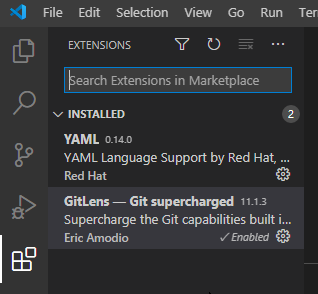 File Edit Selection View Go Run Term
EXTENSIONS
Search Extensions in Marketplace
INSTALLED 2
YAML 0.14.0
YAML Language Support by Red Hat, ...
Red Hat
GitLens — Git supercharged 11.1.3
Supercharge the Git capabilities built i...
Eric Amodio ✓Enabled